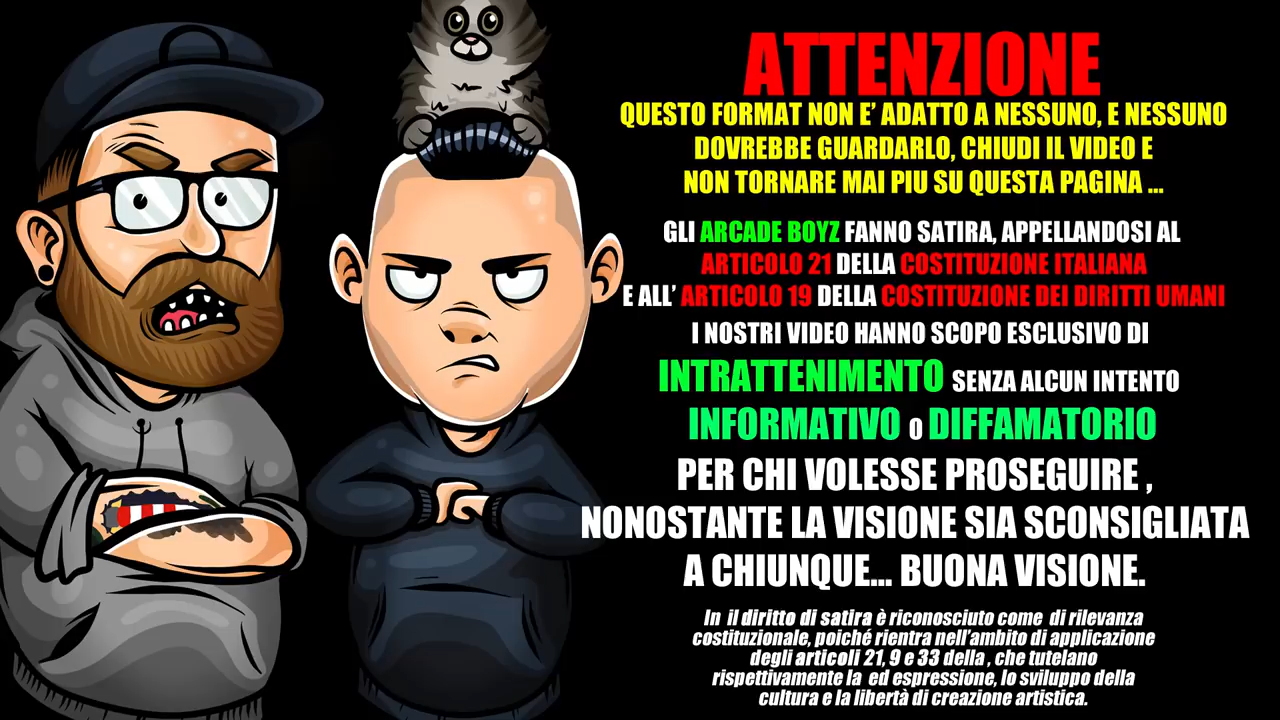 ATTENZIONE
QUESTO FORMAT NON E' ADATTO A NESSUNO, E NESSUNO
DOVREBBE GUARDARLO, CHIUDI IL VIDEO E
NON TORNARE MAI PIU SU QUESTA PAGINA ...
GLI ARCADE BOYZ FANNO SATIRA, APPELLANDOSI AL
ARTICOLO 21 DELLA COSTITUZIONE ITALIANA
E ALL' ARTICOLO 19 DELLA COSTITUZIONE DEI DIRITTI UMANI
I NOSTRI VIDEO HANNO SCOPO ESCLUSIVO DI
INTRATTENIMENTO SENZA ALCUN INTENTO
INFORMATIVO O DIFFAMATORIO
PER CHI VOLESSE PROSEGUIRE ,
NONOSTANTE LA VISIONE SIA SCONSIGLIATA
A CHIUNQUE... BUONA VISIONE.
In il diritto di satira è riconosciuto come di rilevanza
costituzionale, poiché rientra nell'ambito di applicazione
degli articoli 21, 9 e 33 della , che tutelano
rispettivamente la ed espressione, lo sviluppo della
cultura e la libertà di creazione artistica.